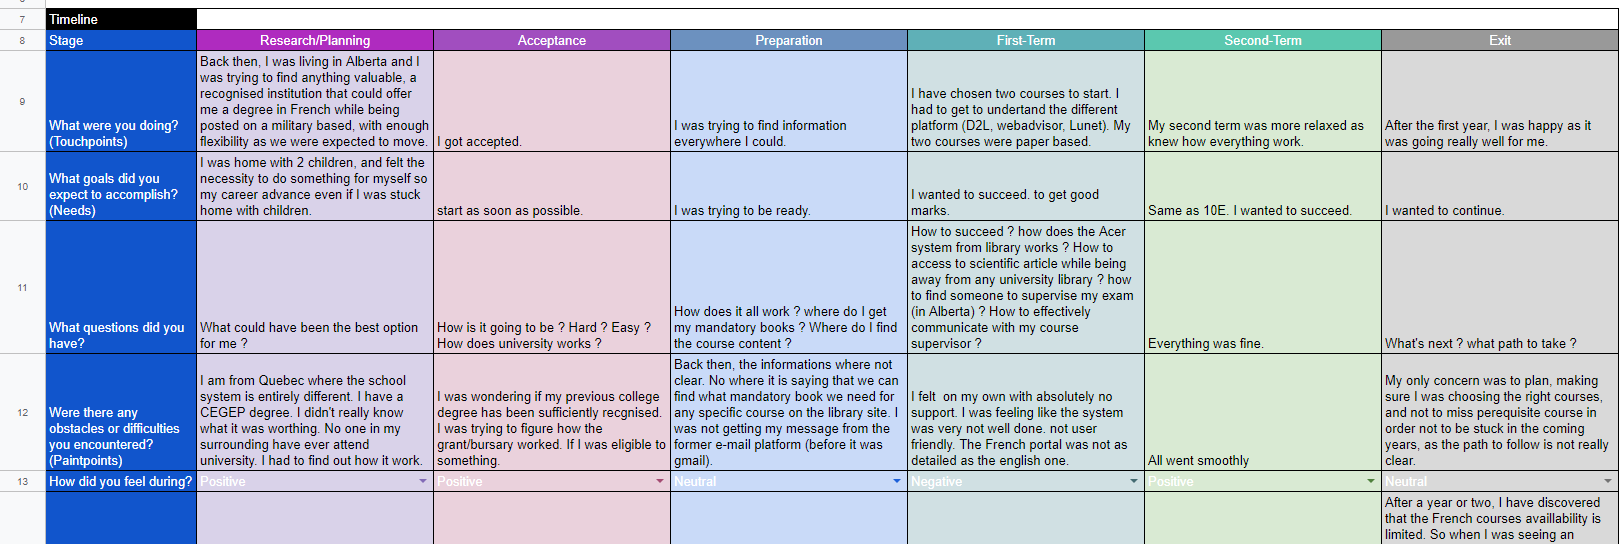 7 Timeline
8 Stage Research/Planning Acceptance Preparation First-Term Second-Term Exit
9
What were you doing?
(Touchpoints)
Back then, I was living in Alberta and I
was trying to find anything valuable, a
recognised institution that could offer
me a degree in French while being
posted on a military based, with enough
flexibility as we were expected to move.
I got accepted.
I was trying to find information
everywhere I could.
I have chosen two courses to start. I
had to get to undertand the different
platform (D2L, webadvisor, Lunet). My
two courses were paper based.
My second term was more relaxed as
knew how everything work.
After the first year, I was happy as it
was going really well for me.
10
What goals did you
expect to accomplish?
(Needs)
I was home with 2 children, and felt the
necessity to do something for myself so
my career advance even if I was stuck
home with children.
start as soon as possible.
I was trying to be ready.
I wanted to succeed. to get good
marks.
Same as 10E. I wanted to succeed.
I wanted to continue.
11
What questions did you
have?
What could have been the best option
for me ?
How is it going to be ? Hard ? Easy ?
How does university works ?
How does it all work ? where do I get
my mandatory books ? Where do I find
the course content ?
How to succeed ? how does the Acer
system from library works ? How to
access to scientific article while being
away from any university library ? how
to find someone to supervise my exam
(in Alberta) ? How to effectively
communicate with my course
supervisor ?
Everything was fine.
What's next ? what path to take ?
12
Were there any
obstacles or difficulties
you encountered?
(Paintpoints)
I am from Quebec where the school
system is entirely different. I have a
CEGEP degree. I didn't really know
what it was worthing. No one in my
surrounding have ever attend
university. I had to find out how it work.
I was wondering if my previous college
degree has been sufficiently recgnised.
I was trying to figure how the
grant/bursary worked. If I was eligible to
something.
Back then, the informations where not
clear. No where it is saying that we can
find what mandatory book we need for
any specific course on the library site. I
was not getting my message from the
former e-mail platform (before it was
gmail).
I felt on my own with absolutely no
support. I was feeling like the system
was very not well done. not user
friendly. The French portal was not as
detailed as the english one.
All went smoothly
My only concern was to plan, making
sure I was choosing the right courses,
and not to miss perequisite course in
order not to be stuck in the coming
years, as the path to follow is not really
clear.
13 How did you feel during? Positive Positive Neutral Negative Positive Neutral
After a year or two, I have discovered
that the French courses availlability is
limited. So when I was seeing an